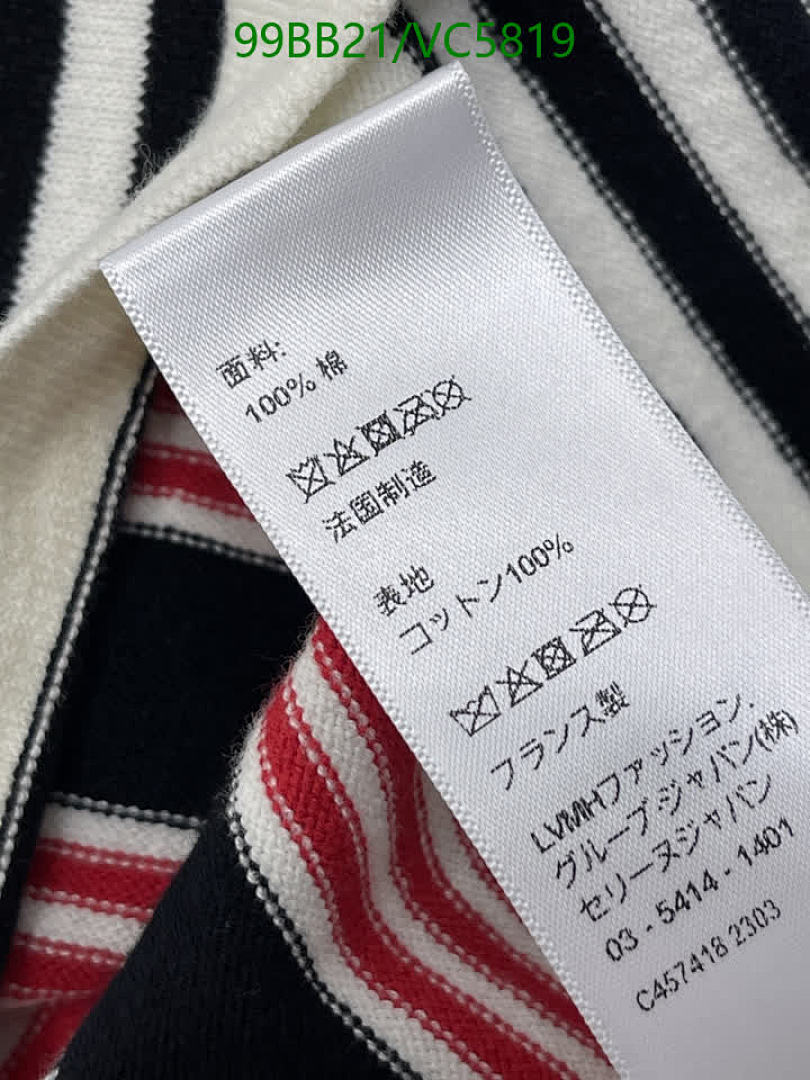 99BB21/VC5819
面料:
100% 棉
法国制造
表地
コットン100%
フランス製
LVMHファッション.
グループ.ジャパン(株)
セリーヌジャパン
03 - 5414 - 1401
C457418 2303